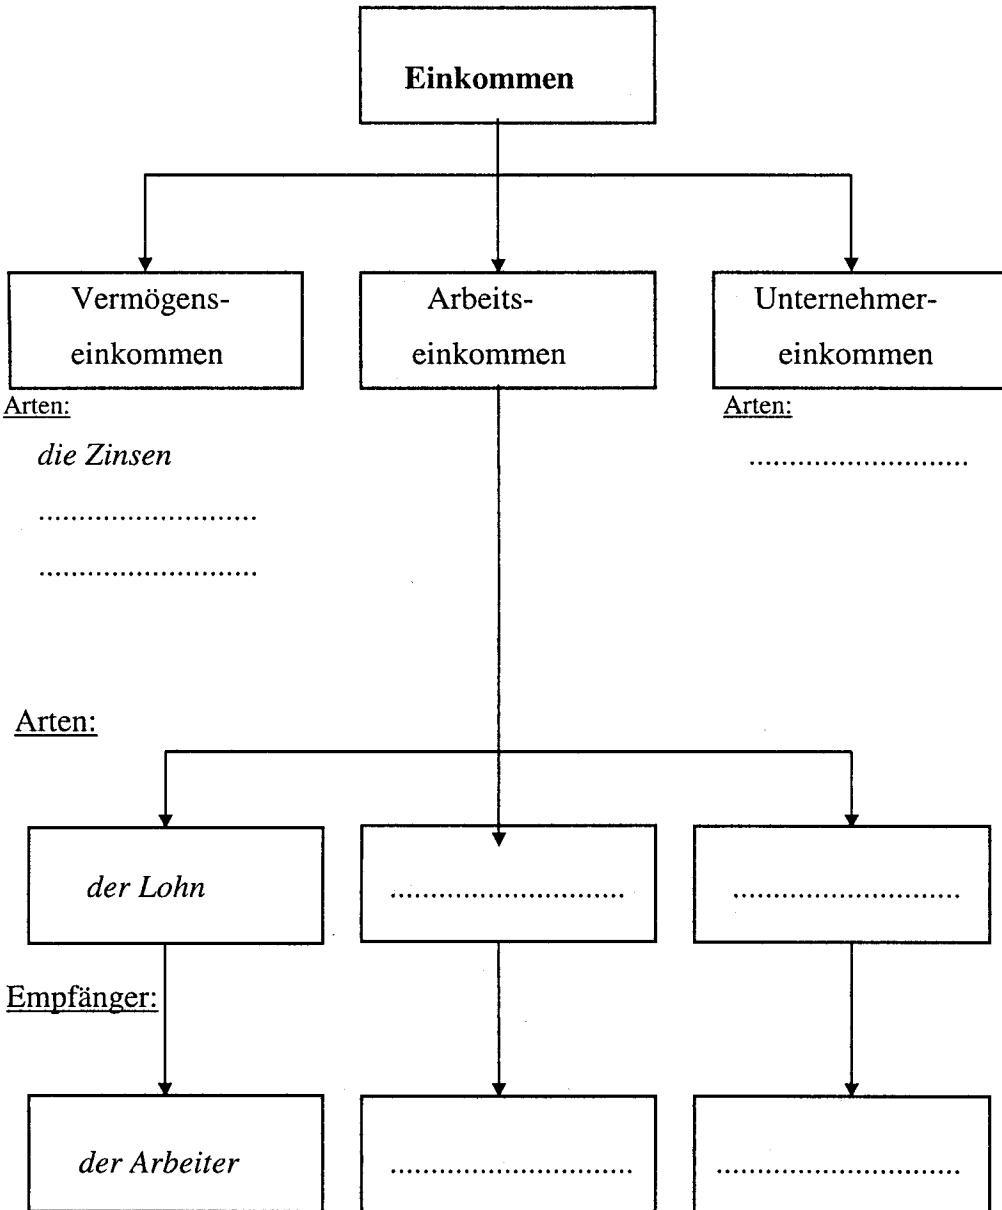 Einkommen
Vermögens-
einkommen
Arbeits-
einkommen
Unternehmer-
einkommen
Arten:
Arten:
die Zinsen
...........................
...........................
...........................
Arten:
der Lohn
.............................
............................
Empfänger:
der Arbeiter
..............................
..............................